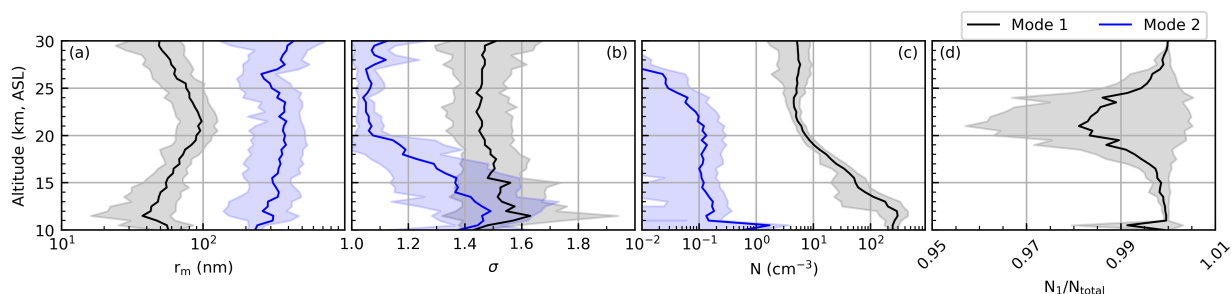 Mode 1 Mode 2
(a) (b) (c) (d)
Altitude (km, ASL)
30
25
20
15
10
10¹ 10² 1.0 1.2 1.4 1.6 1.8 10⁻² 10⁻¹ 10⁰ 10¹ 10² 0.95 0.97 0.99 1.01
rₘ (nm) σ N (cm⁻³) N₁/Nₜₒₜₐₗ